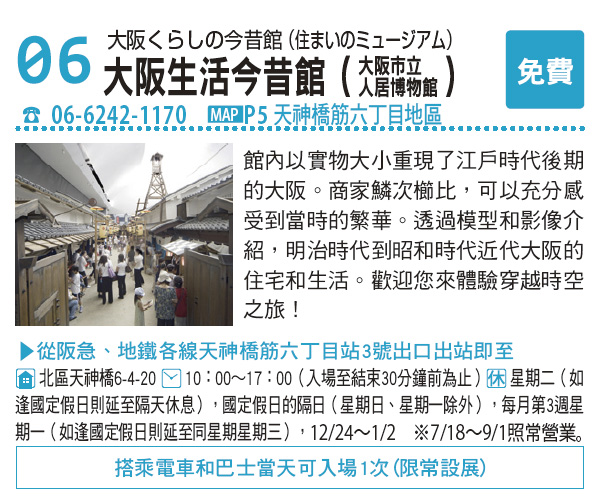 06 大阪くらしの今昔館（住まいのミュージアム）
大阪生活今昔館（大阪市立人居博物館）
免費
☎ 06-6242-1170 MAP P5 天神橋筋六丁目地區
館內以實物大小重現了江戶時代後期
的大阪。商家鱗次櫛比，可以充分感
受到當時的繁華。透過模型和影像介
紹，明治時代到昭和時代近代大阪的
住宅和生活。歡迎您來體驗穿越時空
之旅！
▶從阪急、地鐵各線天神橋筋六丁目站3號出口出站即至
北區天神橋6-4-20 10：00～17：00（入場至結束30分鐘前為止）休 星期二（如
逢國定假日則延至隔天休息），國定假日的隔日（星期日、星期一除外），每月第3週星
期一（如逢國定假日則延至同星期星期三），12/24～1/2 ※7/18～9/1照常營業。
搭乘電車和巴士當天可入場1次（限常設展）